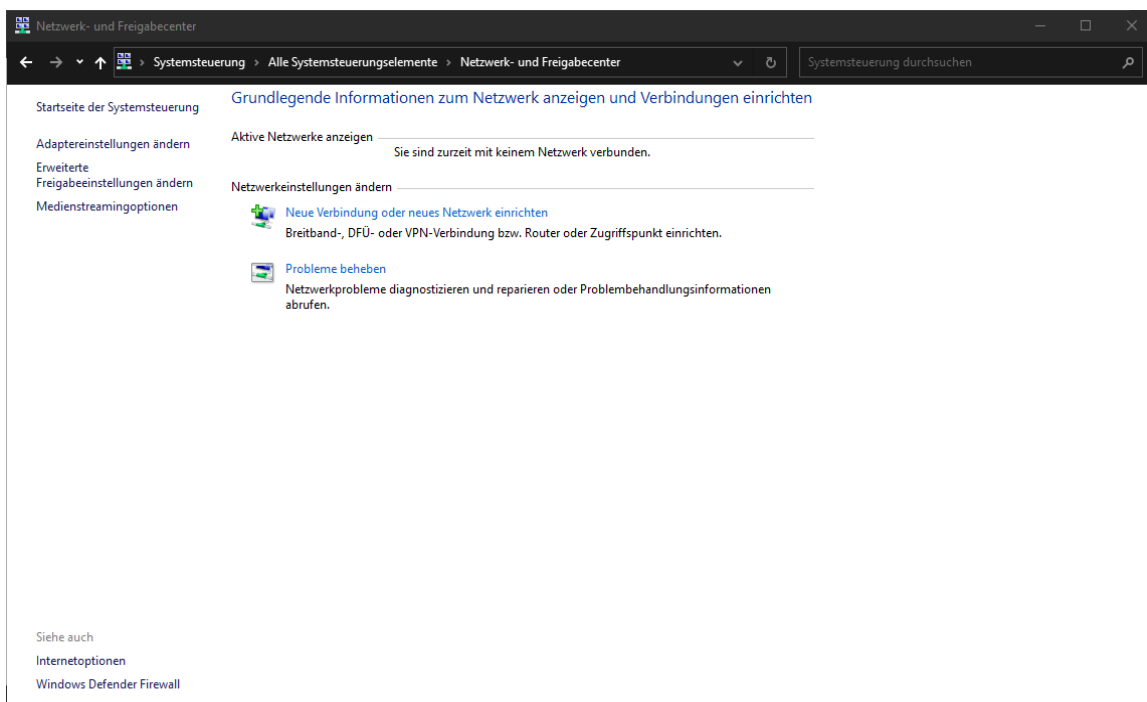 Netzwerk- und Freigabecenter
Systemsteuerung > Alle Systemsteuerungselemente > Netzwerk- und Freigabecenter
Systemsteuerung durchsuchen
Startseite der Systemsteuerung
Adaptereinstellungen ändern
Erweiterte
Freigabeeinstellungen ändern
Medienstreamingoptionen
Grundlegende Informationen zum Netzwerk anzeigen und Verbindungen einrichten
Aktive Netzwerke anzeigen
Sie sind zurzeit mit keinem Netzwerk verbunden.
Netzwerkeinstellungen ändern
Neue Verbindung oder neues Netzwerk einrichten
Breitband-, DFÜ- oder VPN-Verbindung bzw. Router oder Zugriffspunkt einrichten.
Probleme beheben
Netzwerkprobleme diagnostizieren und reparieren oder Problembehandlungsinformationen
abrufen.
Siehe auch
Internetoptionen
Windows Defender Firewall